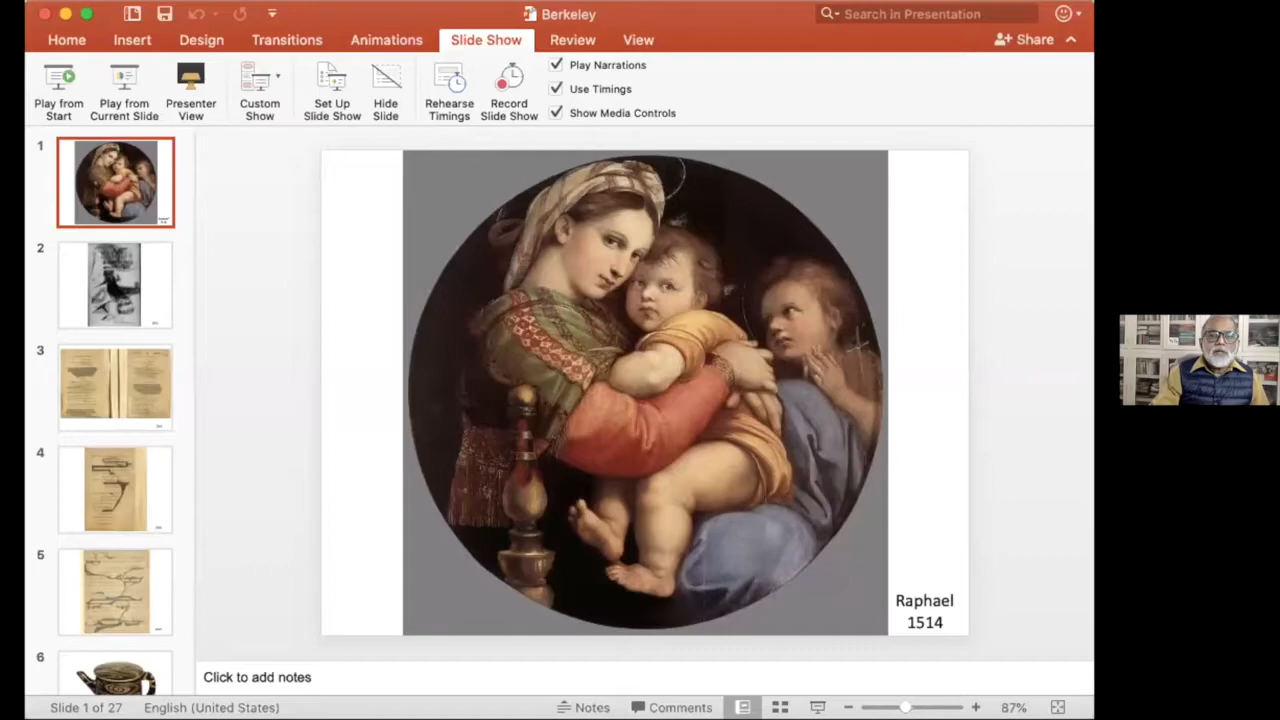 Berkeley
Search in Presentation
Home Insert Design Transitions Animations Slide Show Review View
Share
Play from Start
Play from Current Slide
Presenter View
Custom Show
Set Up Slide Show
Hide Slide
Rehearse Timings
Record Slide Show
Play Narrations
Use Timings
Show Media Controls
1
2
3
4
5
6
Raphael
1514
Click to add notes
Slide 1 of 27 English (United States) Notes Comments 87%